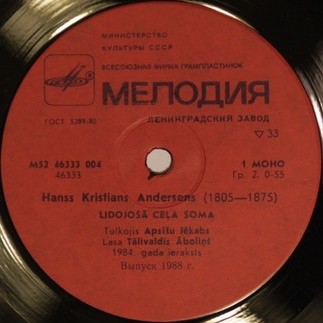 МИНИСТЕРСТВО
КУЛЬТУРЫ СССР
ВСЕСОЮЗНАЯ ФИРМА ГРАМПЛАСТИНОК
МЕЛОДИЯ
ГОСТ 5289-80
ЛЕНИНГРАДСКИЙ ЗАВОД
▽ 33
M52 46333 004
46333
1 МОНО
Гр. 2. 0-55
Hanss Kristians Andersens (1805—1875)
LIDOJOŠĀ CEĻA SOMA
Tulkojis Apsīšu Jēkabs
Lasa Tālivaldis Āboliņš
1984. gada ieraksts
Выпуск 1988 г.